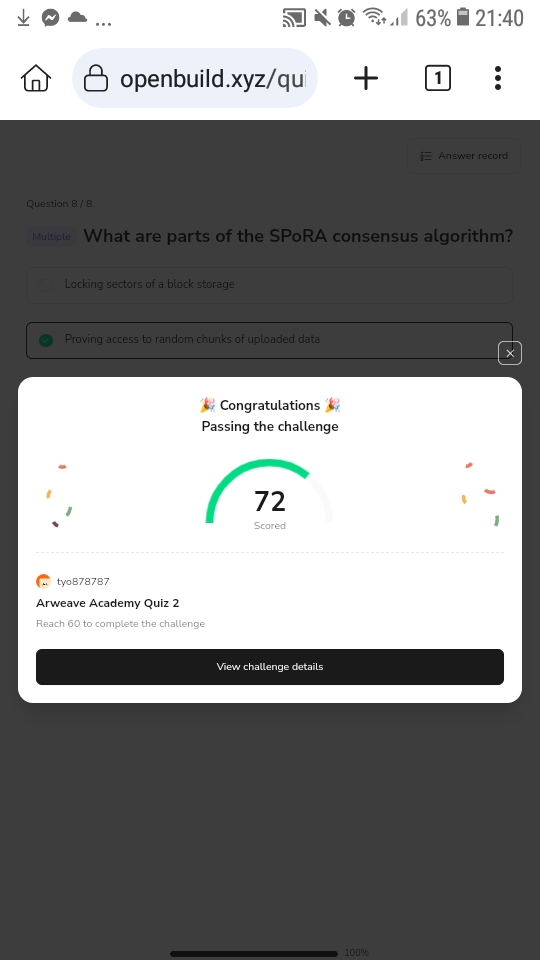 ... 63% 21:40
openbuild.xyz/qui
1
Answer record
Question 8 / 8
Multiple What are parts of the SPoRA consensus algorithm?
Locking sectors of a block storage
Proving access to random chunks of uploaded data
🎉 Congratulations 🎉
Passing the challenge
72
Scored
tyo878787
Arweave Academy Quiz 2
Reach 60 to complete the challenge
View challenge details
100%